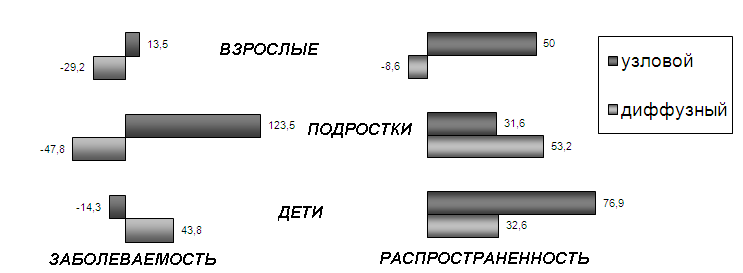 13,5
ВЗРОСЛЫЕ
50
-29,2
-8,6
узловой
диффузный
123,5
ПОДРОСТКИ
31,6
-47,8
53,2
-14,3
ДЕТИ
76,9
43,8
32,6
ЗАБОЛЕВАЕМОСТЬ
РАСПРОСТРАНЕННОСТЬ